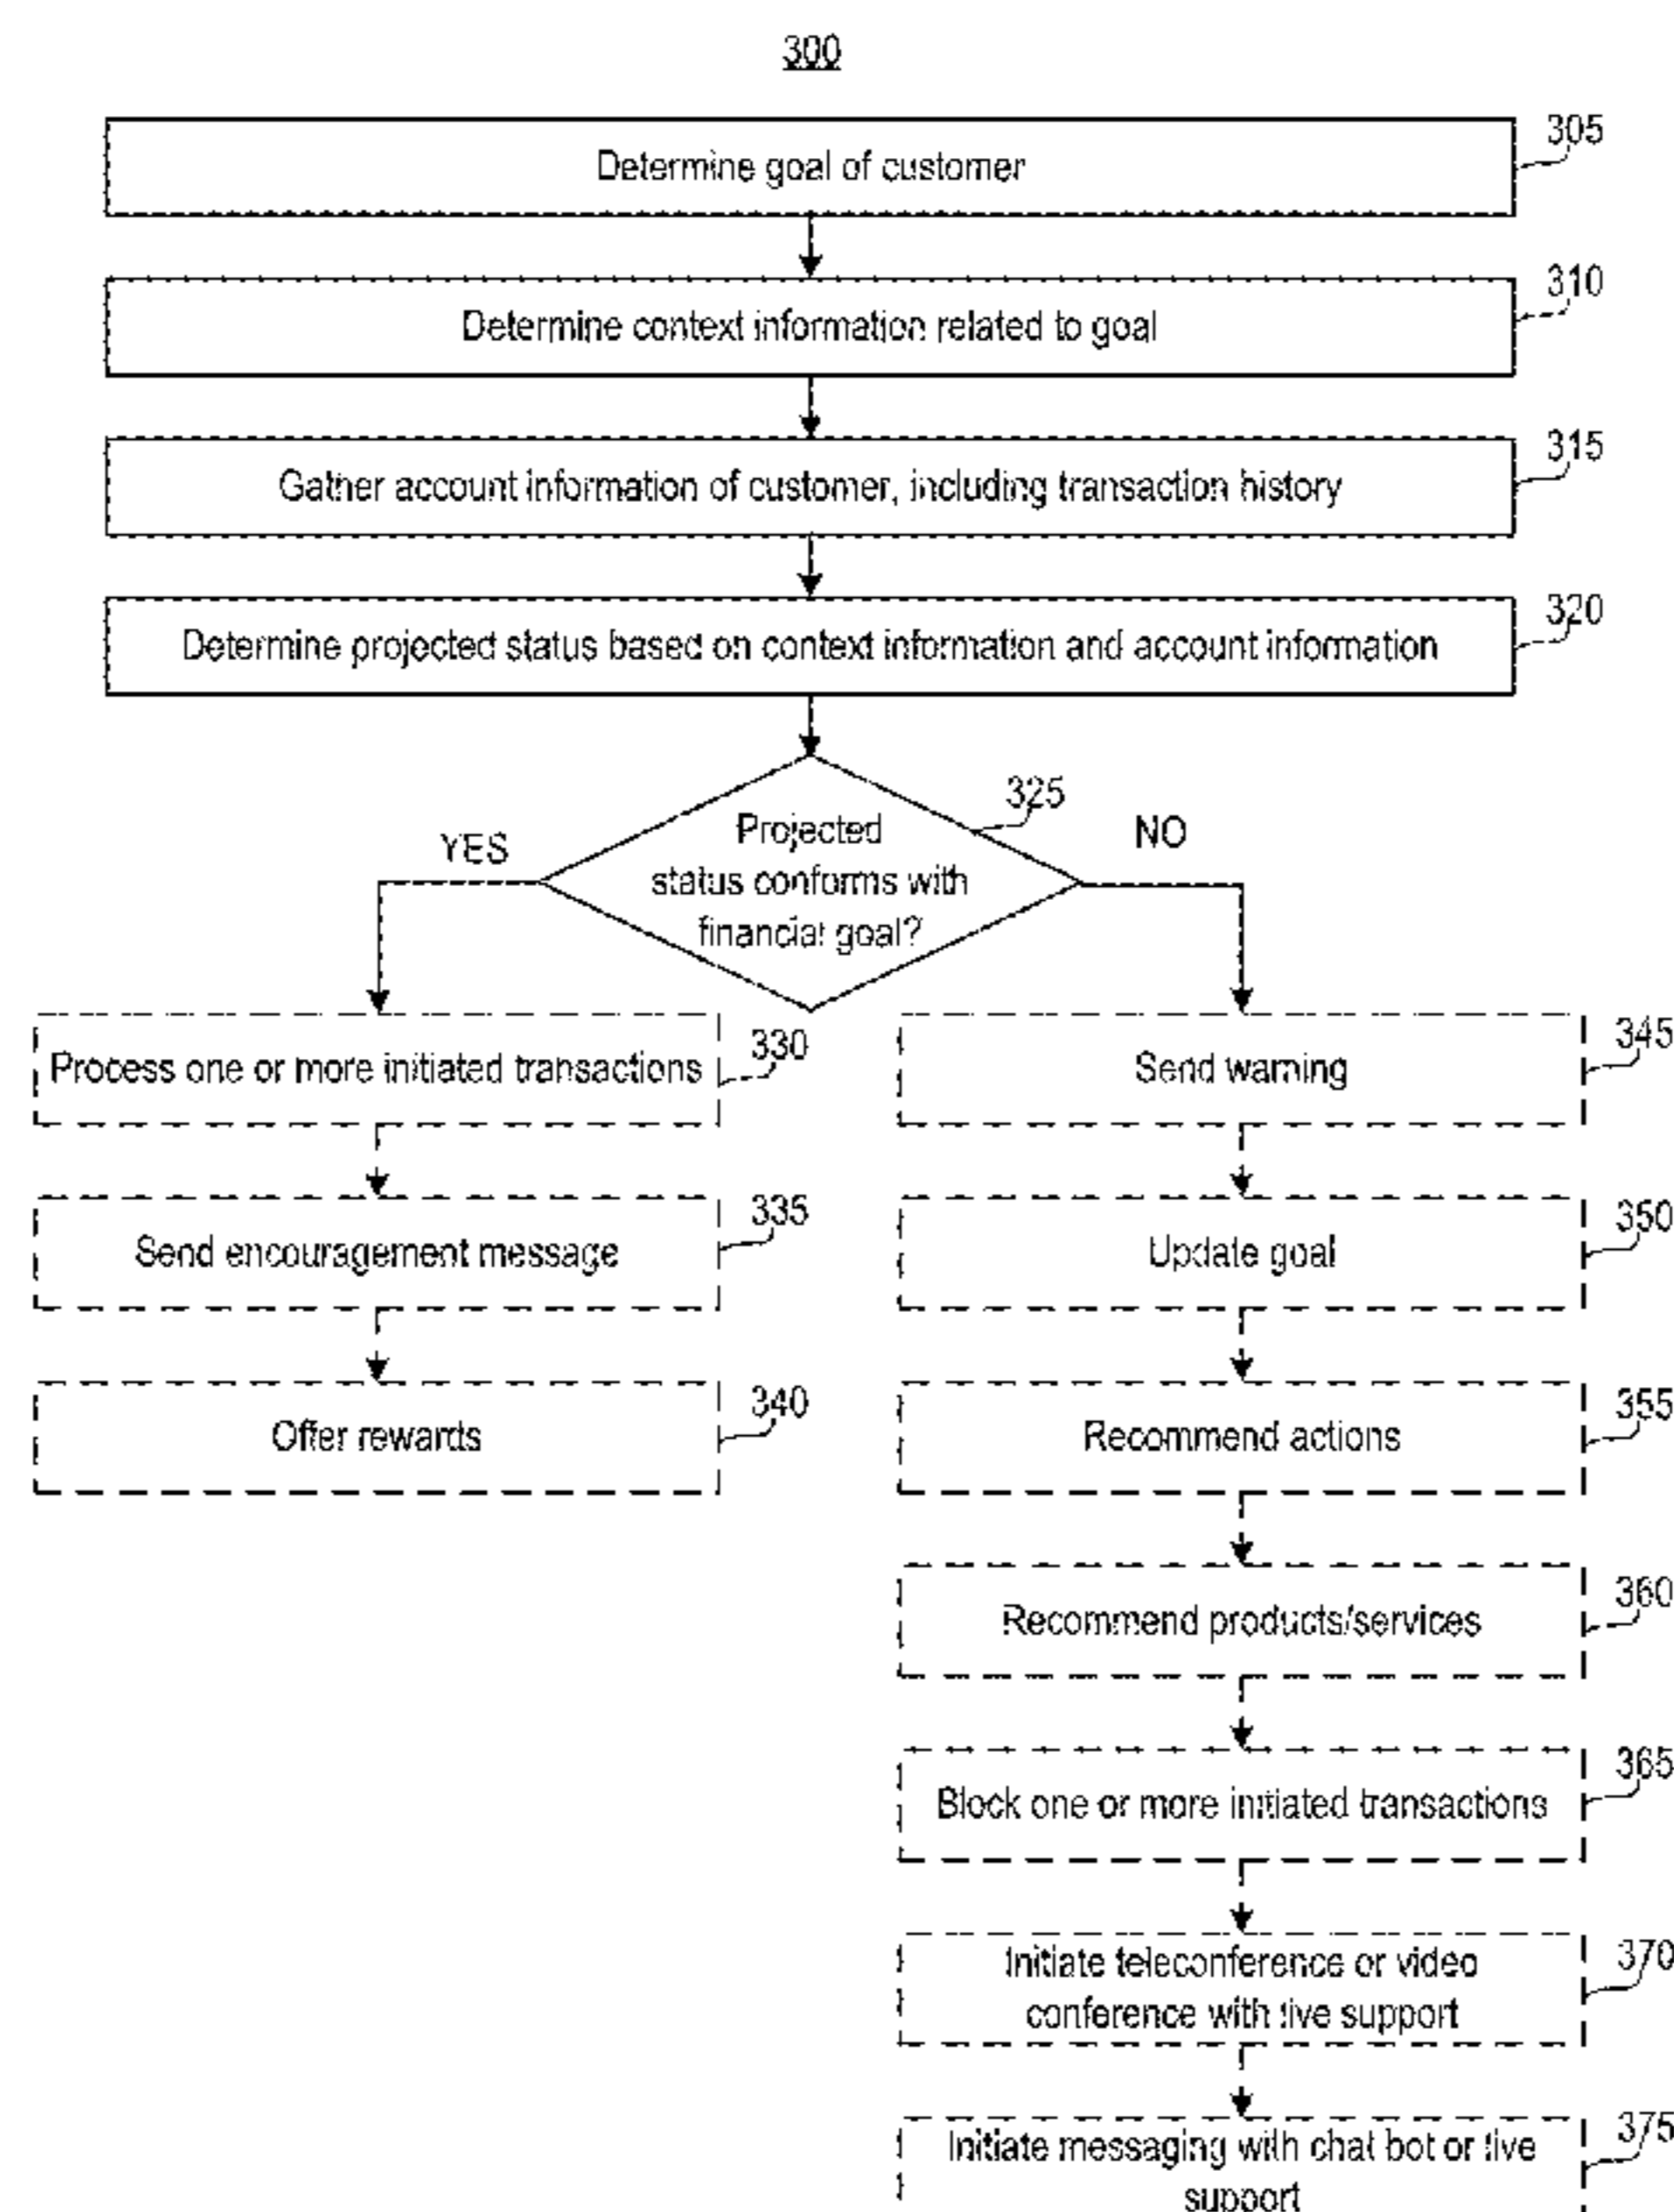 300
Determine goal of customer
305
Determine context information related to goal
310
Gather account information of customer, including transaction history
315
Determine projected status based on context information and account information
320
325
YES
Projected
status conforms with
financial goal?
NO
Process one or more initiated transactions
330
Send encouragement message
335
Offer rewards
340
Send warning
345
Update goal
350
Recommend actions
355
Recommend products/services
360
Block one or more initiated transactions
365
Initiate teleconference or video
conference with live support
370
Initiate messaging with chat bot or live
support
375